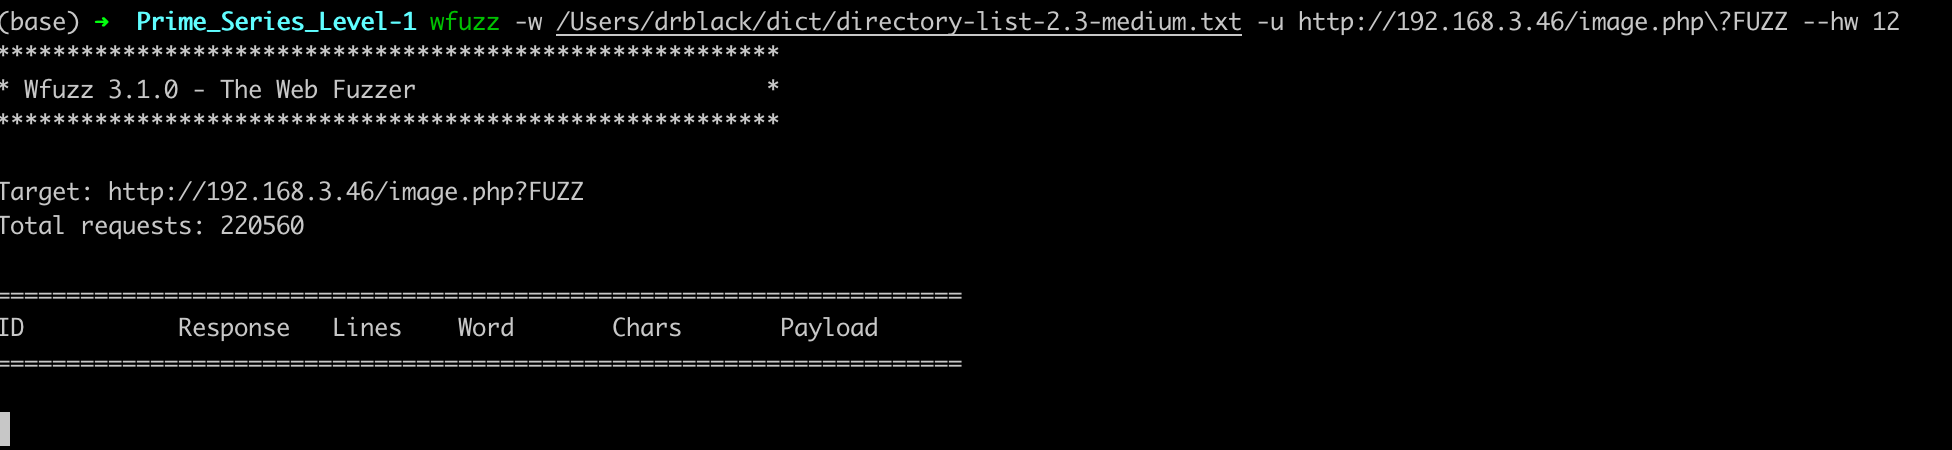 (base) ➜  Prime_Series_Level-1 wfuzz -w /Users/drblack/dict/directory-list-2.3-medium.txt -u http://192.168.3.46/image.php\?FUZZ --hw 12
********************************************************
* Wfuzz 3.1.0 - The Web Fuzzer                         *
********************************************************
Target: http://192.168.3.46/image.php?FUZZ
Total requests: 220560
=====================================================================
ID           Response   Lines    Word       Chars       Payload
=====================================================================